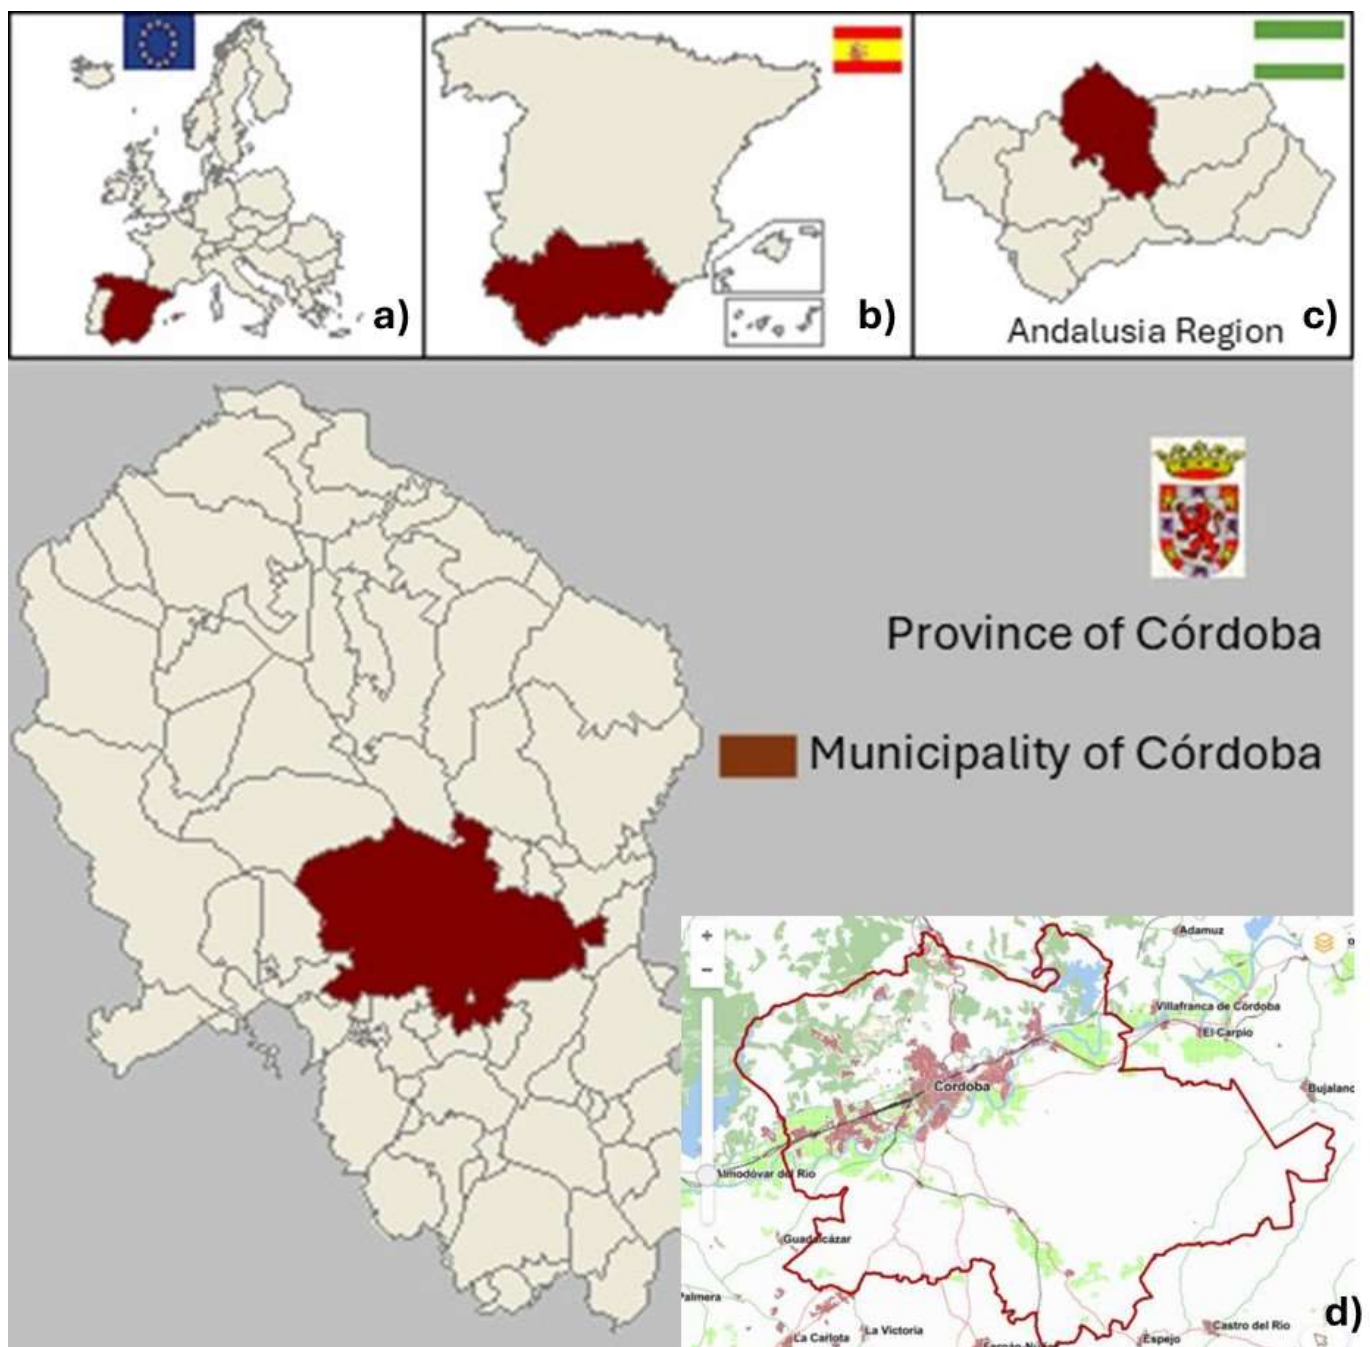 a)
b)
c)
Andalusia Region
Province of Córdoba
Municipality of Córdoba
+
Adamuz
−
Villafranca de Córdoba
El Carpio
Córdoba
Bujalanc
Almodóvar del Río
Guadalcázar
Palmera
La Carlota
La Victoria
Espejo
Castro del Río
d)